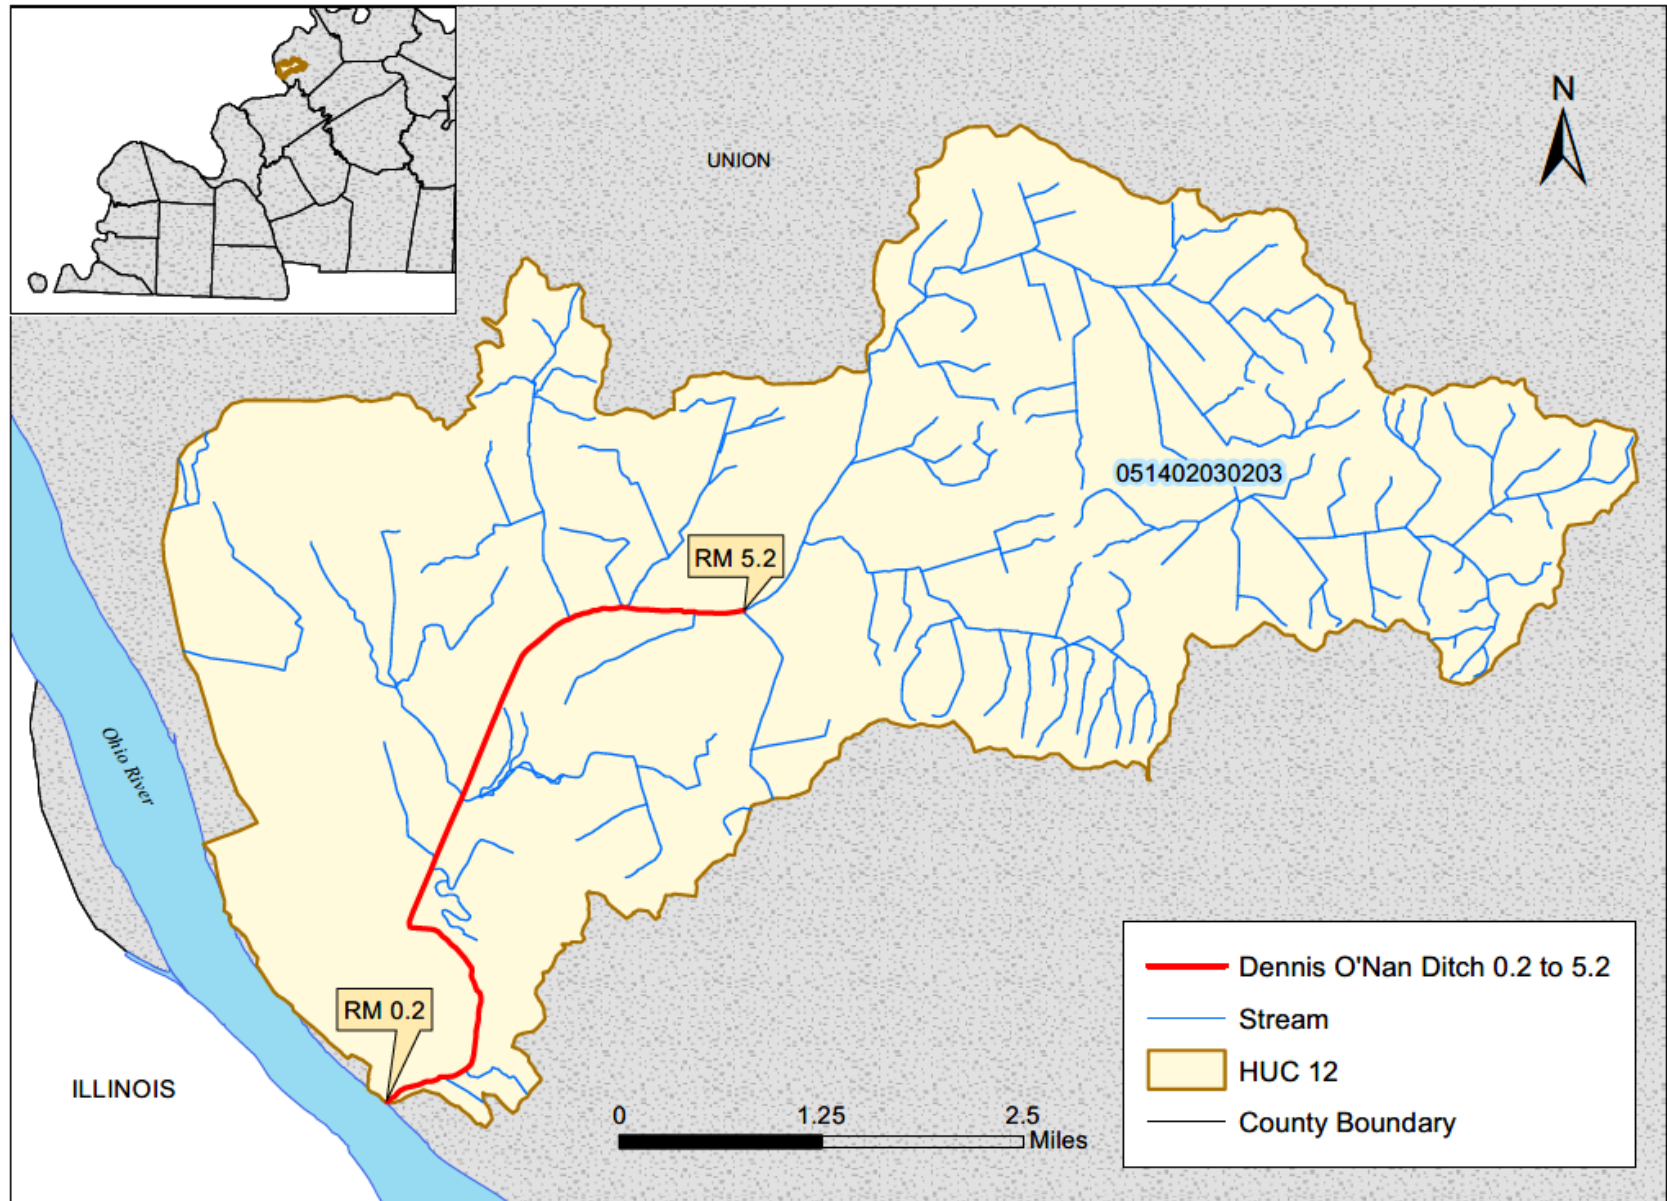 UNION
N
051402030203
RM 5.2
Ohio River
RM 0.2
ILLINOIS
0 1.25 2.5
Miles
Dennis O'Nan Ditch 0.2 to 5.2
Stream
HUC 12
County Boundary